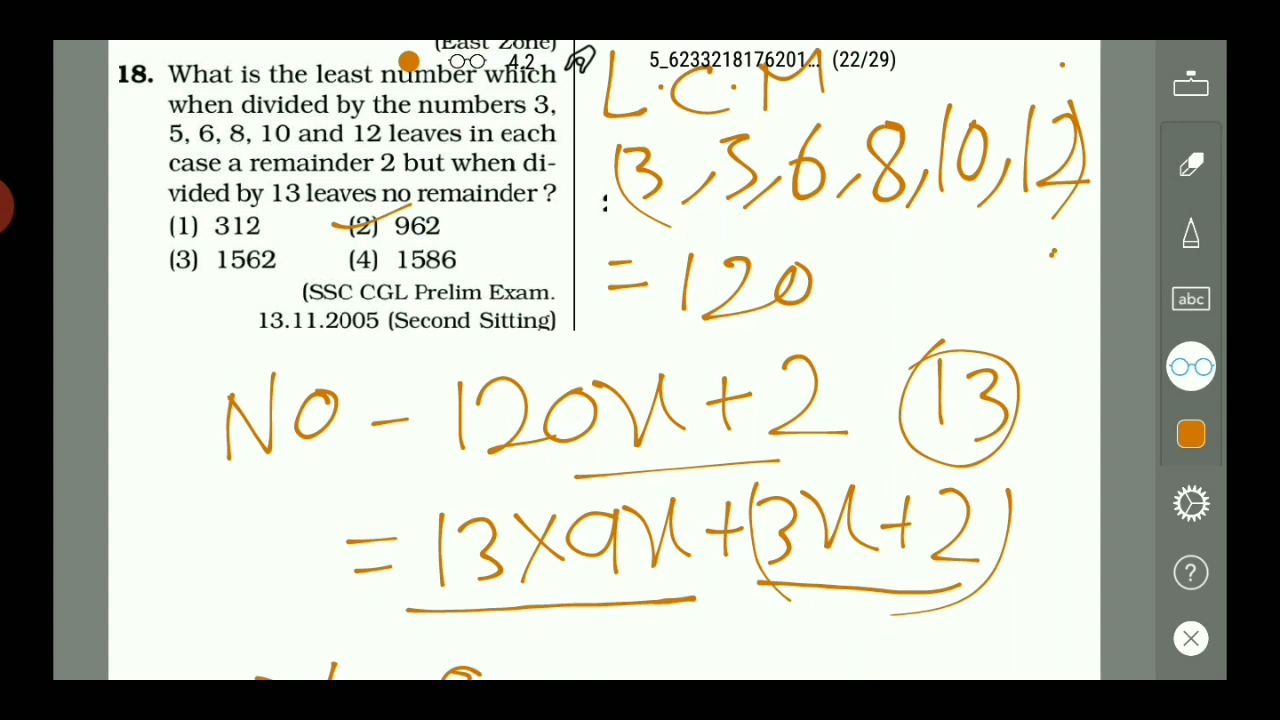 (East Zone)
4.2
5_6233218176201... (22/29)
18. What is the least number which
when divided by the numbers 3,
5, 6, 8, 10 and 12 leaves in each
case a remainder 2 but when di-
vided by 13 leaves no remainder ?
(1) 312 (2) 962
(3) 1562 (4) 1586
(SSC CGL Prelim Exam.
13.11.2005 (Second Sitting)
L.C.M
(3, 5, 6, 8, 10, 12)
= 120
abc
NO - 120x + 2 13
= 13 × 9x + (3x + 2)
?